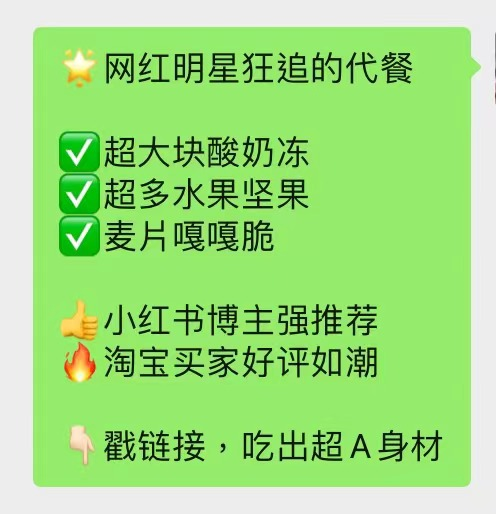 🌟网红明星狂追的代餐
✅超大块酸奶冻
✅超多水果坚果
✅麦片嘎嘎脆
👍小红书博主强推荐
🔥淘宝买家好评如潮
👇🏻戳链接，吃出超A身材